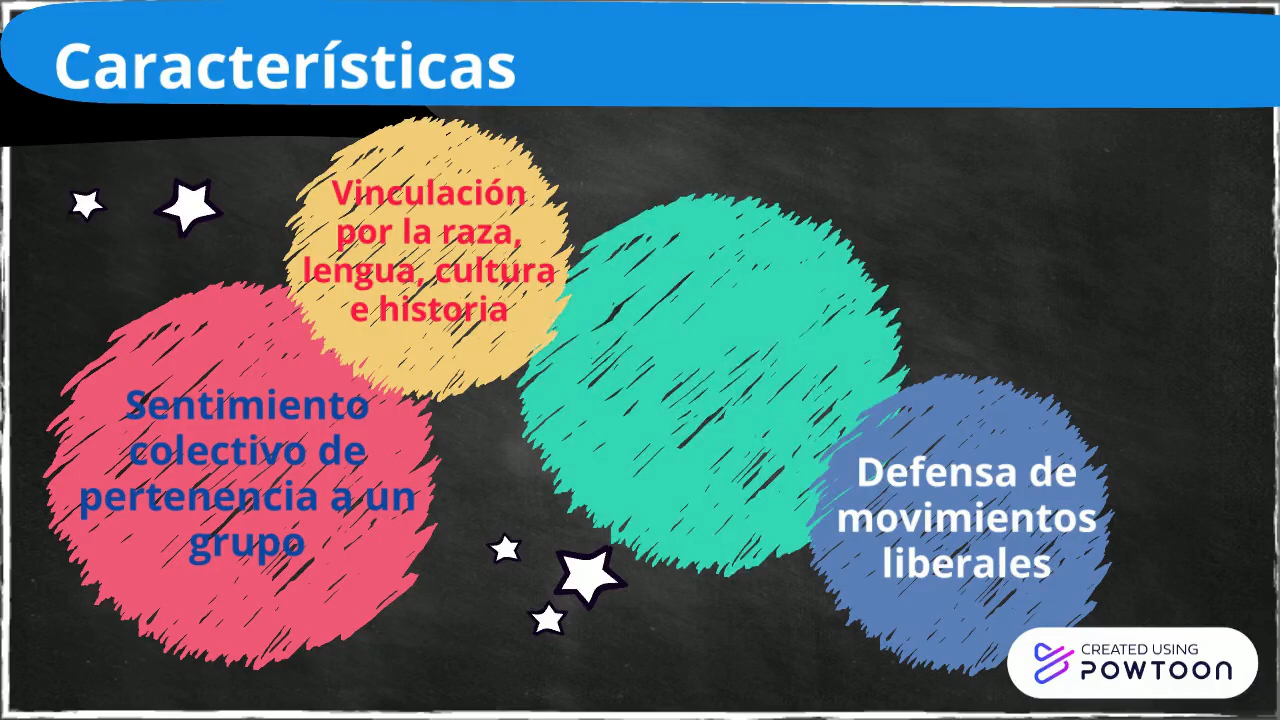 Características
Vinculación
por la raza,
lengua, cultura
e historia
Sentimiento
colectivo de
pertenencia a un
grupo
Defensa de
movimientos
liberales
CREATED USING
POWTOON